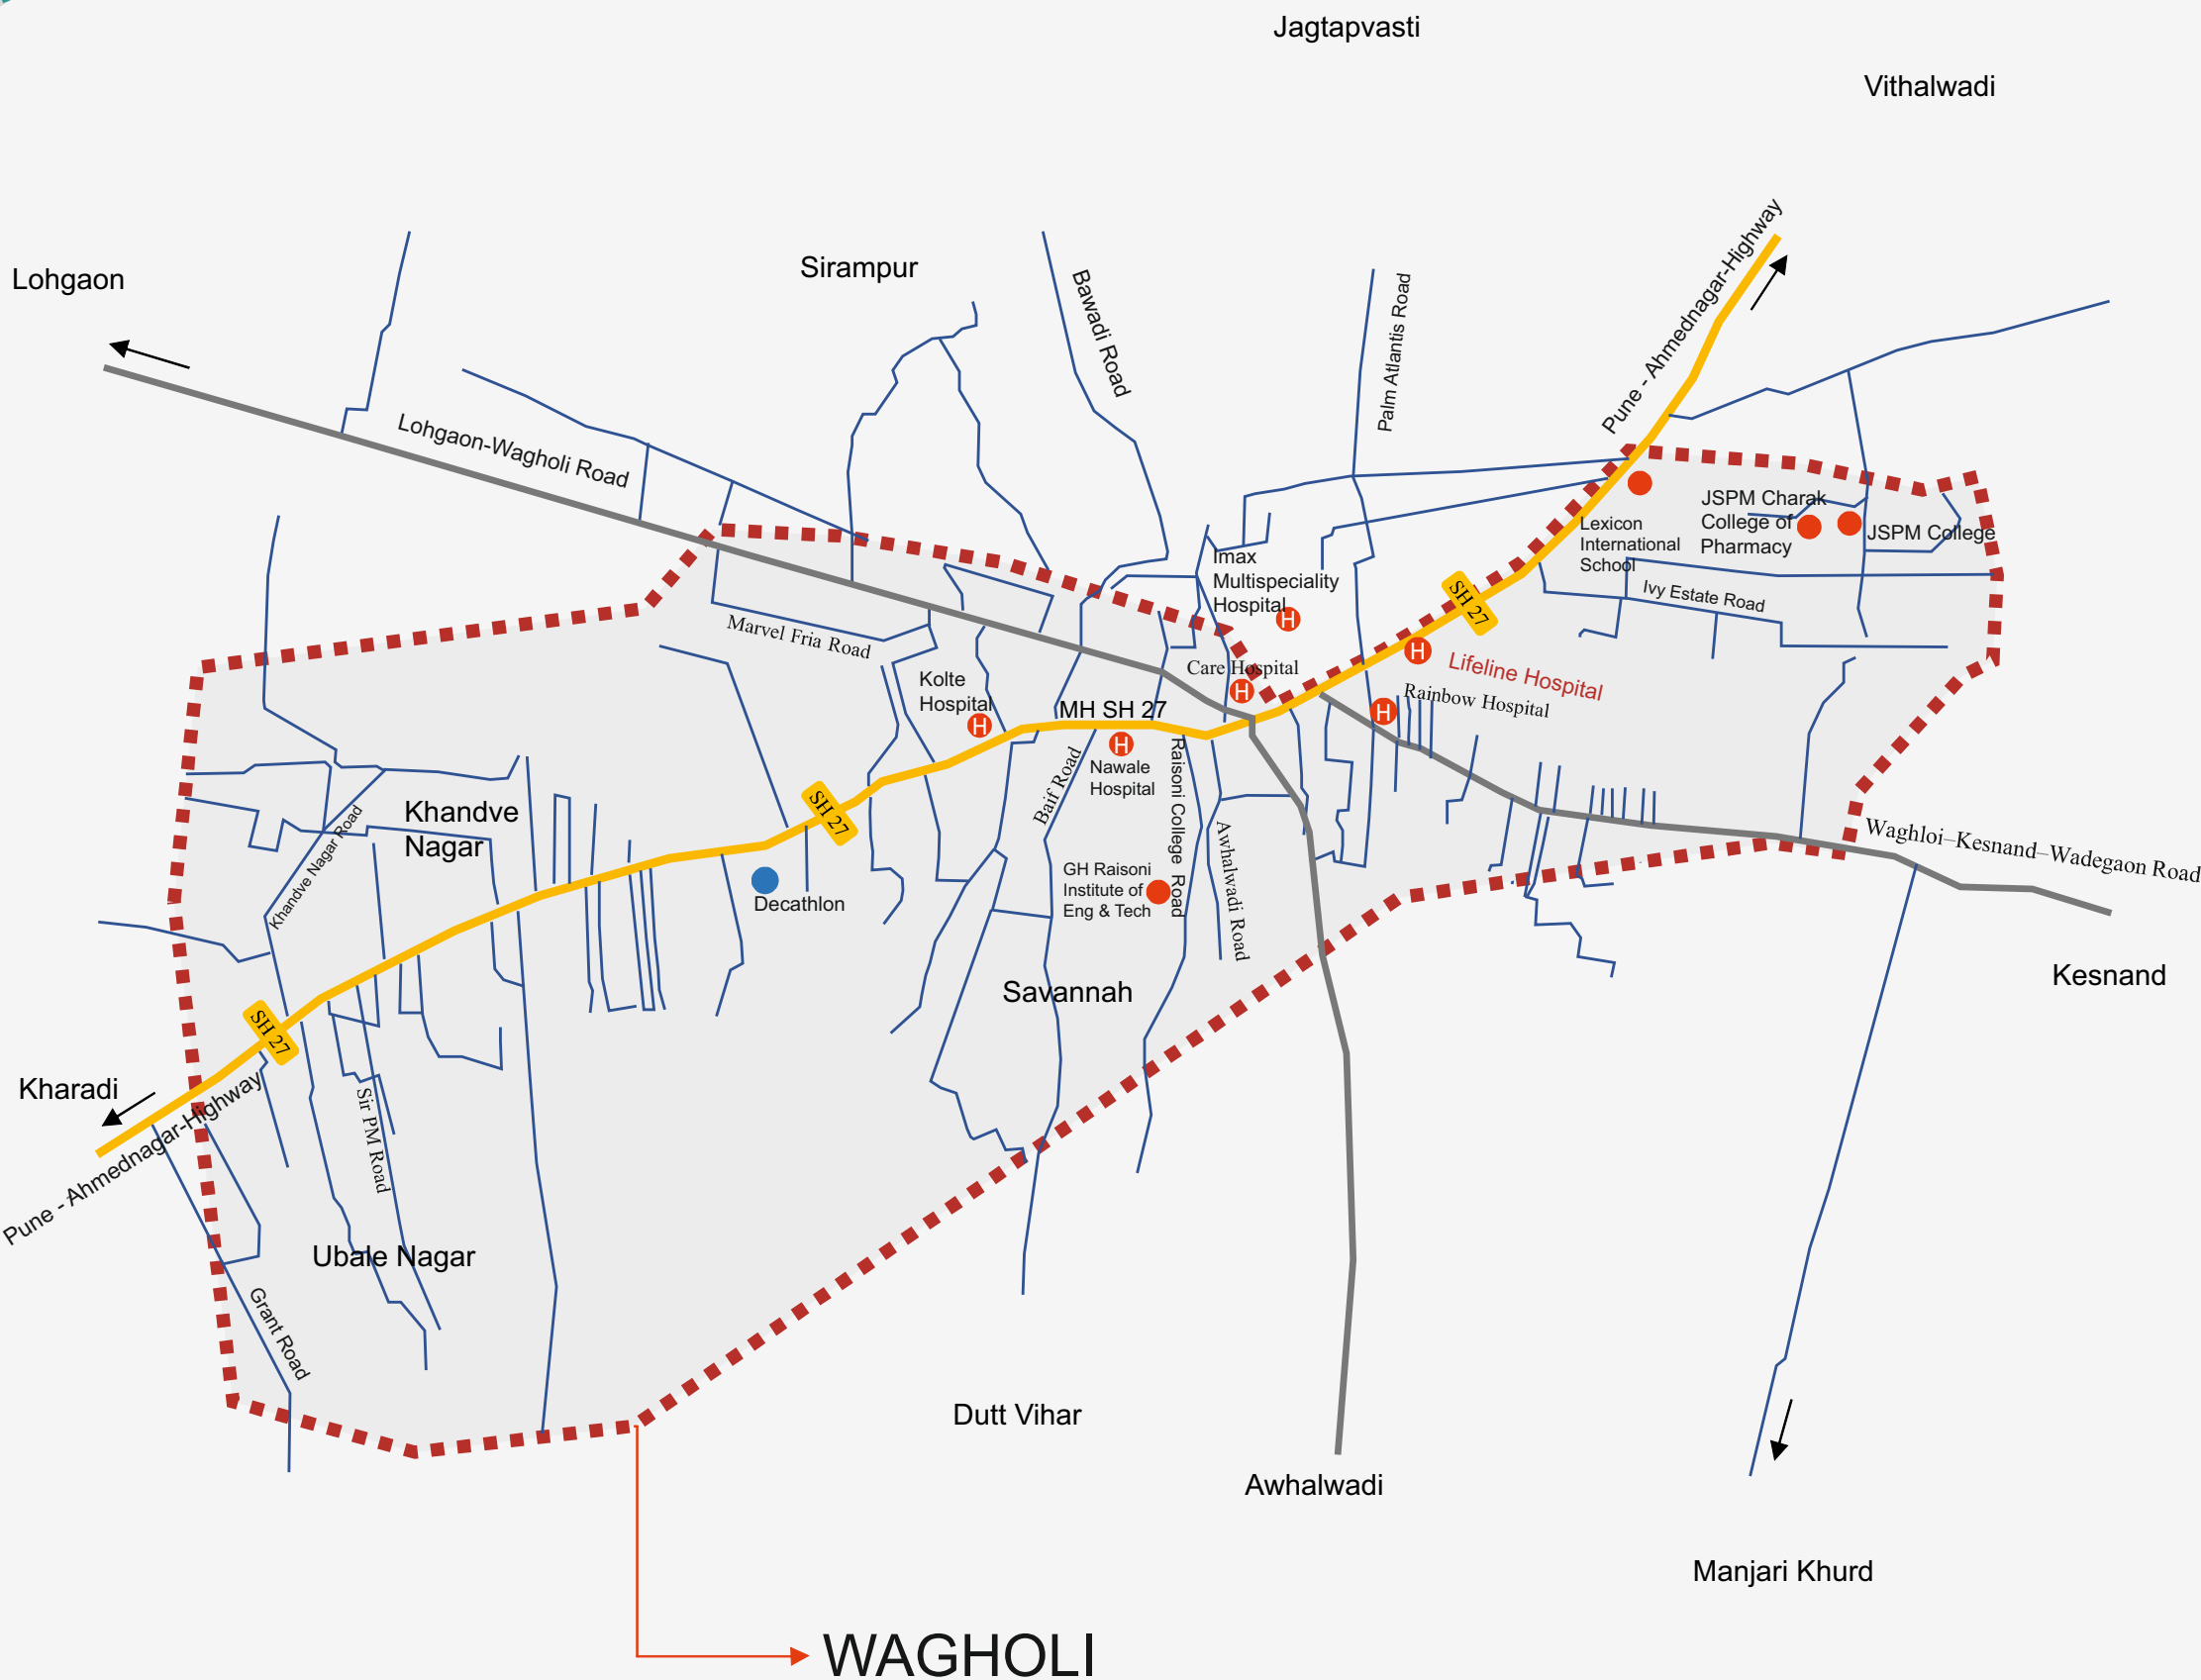 Jagtapvasti
Vithalwadi
Pune - Ahmednagar-Highway
Sirampur
Lohgaon
Bawadi Road
Palm Atlantis Road
Lohgaon-Wagholi Road
JSPM Charak
College of
Pharmacy
JSPM College
Lexicon
International
School
Imax
Multispeciality
Hospital
H
Ivy Estate Road
SH 27
Marvel Fria Road
Care Hospital
H
H
Lifeline Hospital
Kolte
Hospital
H
MH SH 27
H
Rainbow Hospital
H
Nawale
Hospital
Baif Road
Raisoni College Road
Khandve
Nagar
Khandve Nagar Road
SH 27
Awhalwadi Road
Waghloi–Kesnand–Wadegaon Road
GH Raisoni
Institute of
Eng & Tech
Decathlon
Savannah
Kesnand
SH 27
Kharadi
Pune - Ahmednagar-Highway
Sir PM Road
Ubale Nagar
Grant Road
Dutt Vihar
Awhalwadi
Manjari Khurd
WAGHOLI